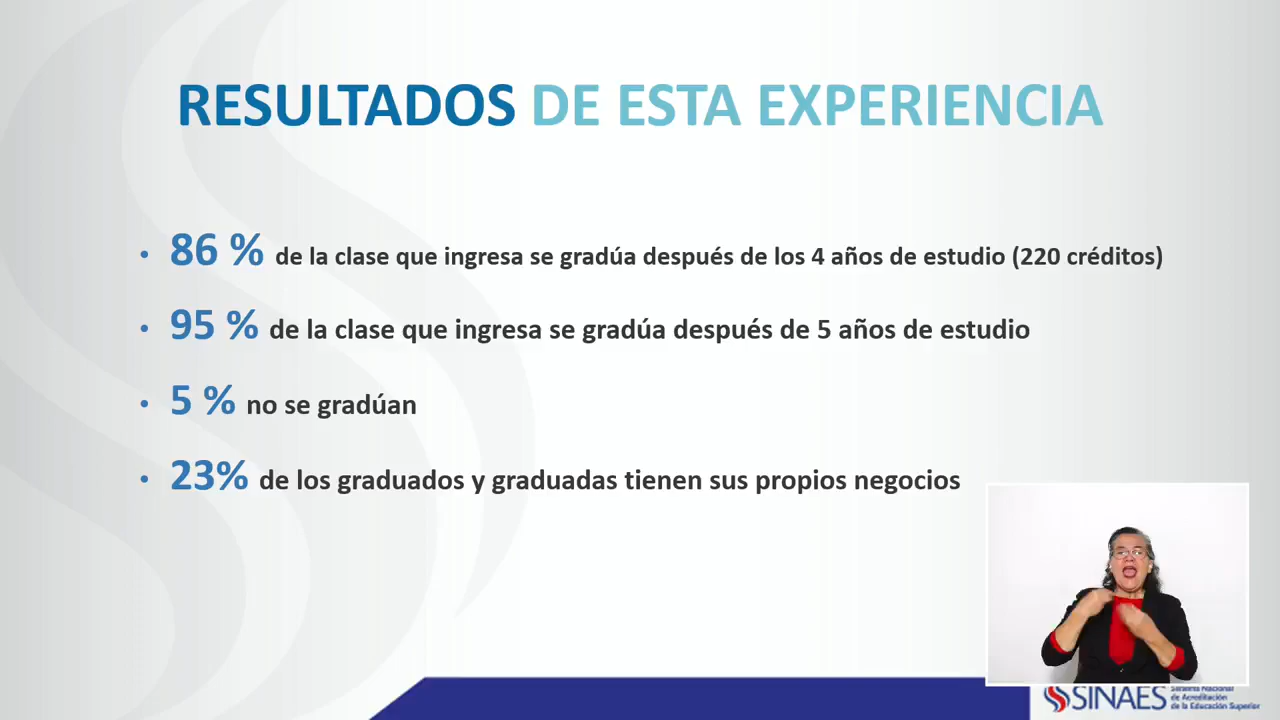 RESULTADOS DE ESTA EXPERIENCIA
• 86 % de la clase que ingresa se gradúa después de los 4 años de estudio (220 créditos)
• 95 % de la clase que ingresa se gradúa después de 5 años de estudio
• 5 % no se gradúan
• 23% de los graduados y graduadas tienen sus propios negocios
SINAES
Sistema Nacional
de Acreditación
de la Educación Superior